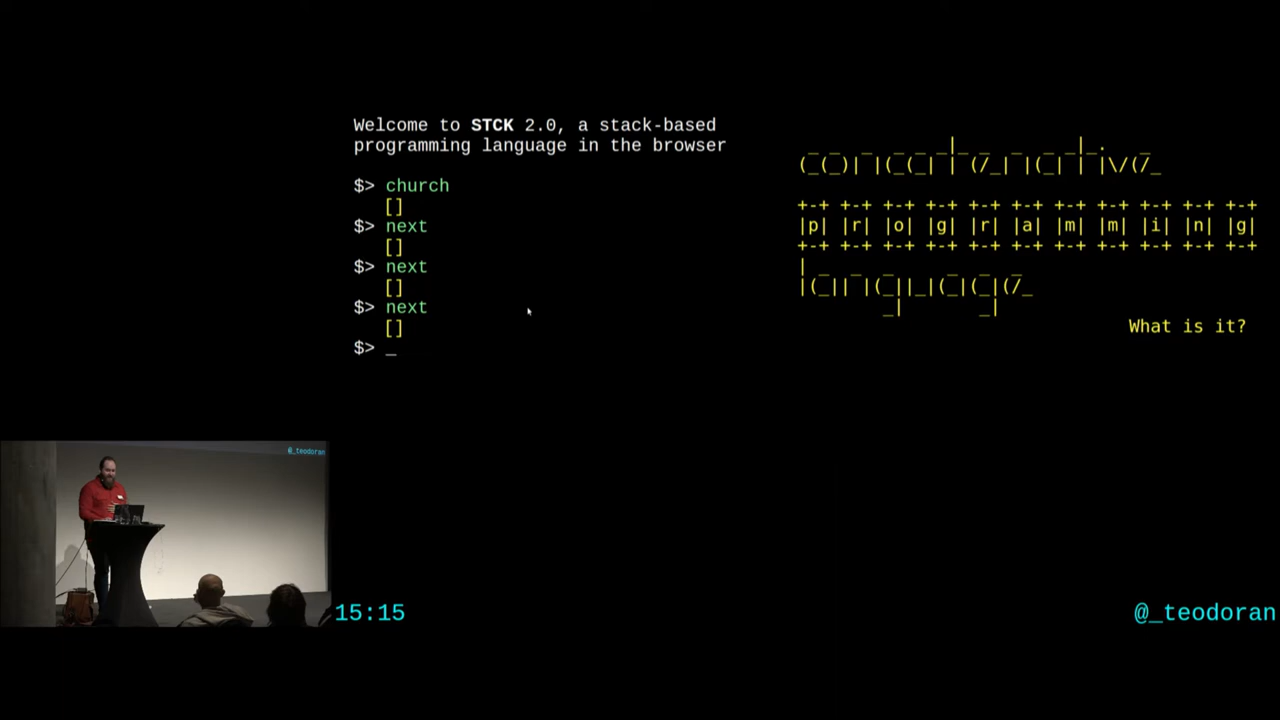 Welcome to STCK 2.0, a stack-based
programming language in the browser
$> church
[]
$> next
[]
$> next
[]
$> next
[]
$> _
concatenative
+-+ +-+ +-+ +-+ +-+ +-+ +-+ +-+ +-+ +-+ +-+
|p| |r| |o| |g| |r| |a| |m| |m| |i| |n| |g|
+-+ +-+ +-+ +-+ +-+ +-+ +-+ +-+ +-+ +-+ +-+
language
What is it?
@_teodoran
15:15
@_teodoran